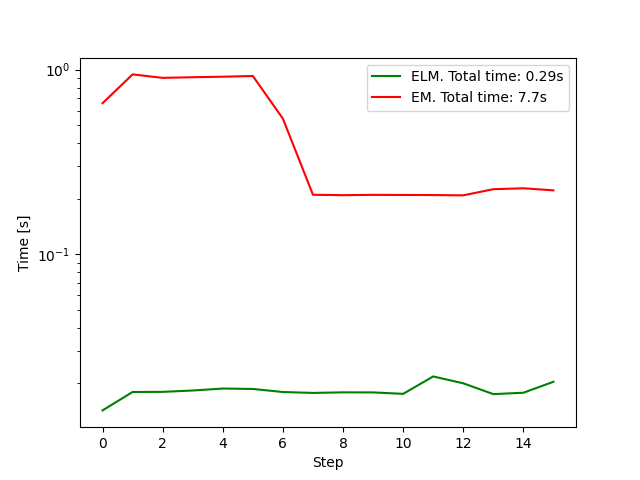 10⁰
10⁻¹
Time [s]
ELM. Total time: 0.29s
EM. Total time: 7.7s
0 2 4 6 8 10 12 14
Step